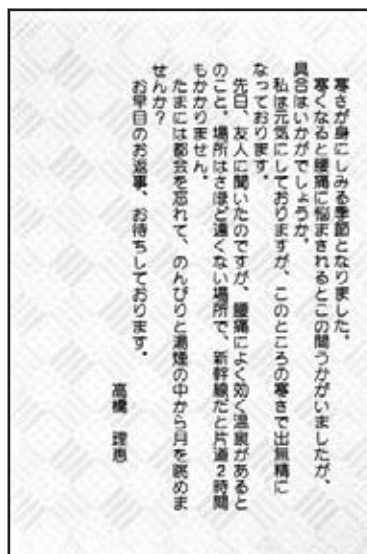 寒さが身にしみる季節となりました。
寒くなると腰痛に悩まされるとこの間うかがいましたが、
具合はいかがでしょうか。
私は元気にしておりますが、このところの寒さで出無精に
なっております。
先日、友人に聞いたのですが、腰痛によく効く温泉があると
のこと。場所はさほど遠くない場所で、新幹線だと片道2時間
もかかりません。
たまには都会を忘れて、のんびりと湯煙の中から月を眺めま
せんか?
お早目のお返事、お待ちしております。
高橋 理恵